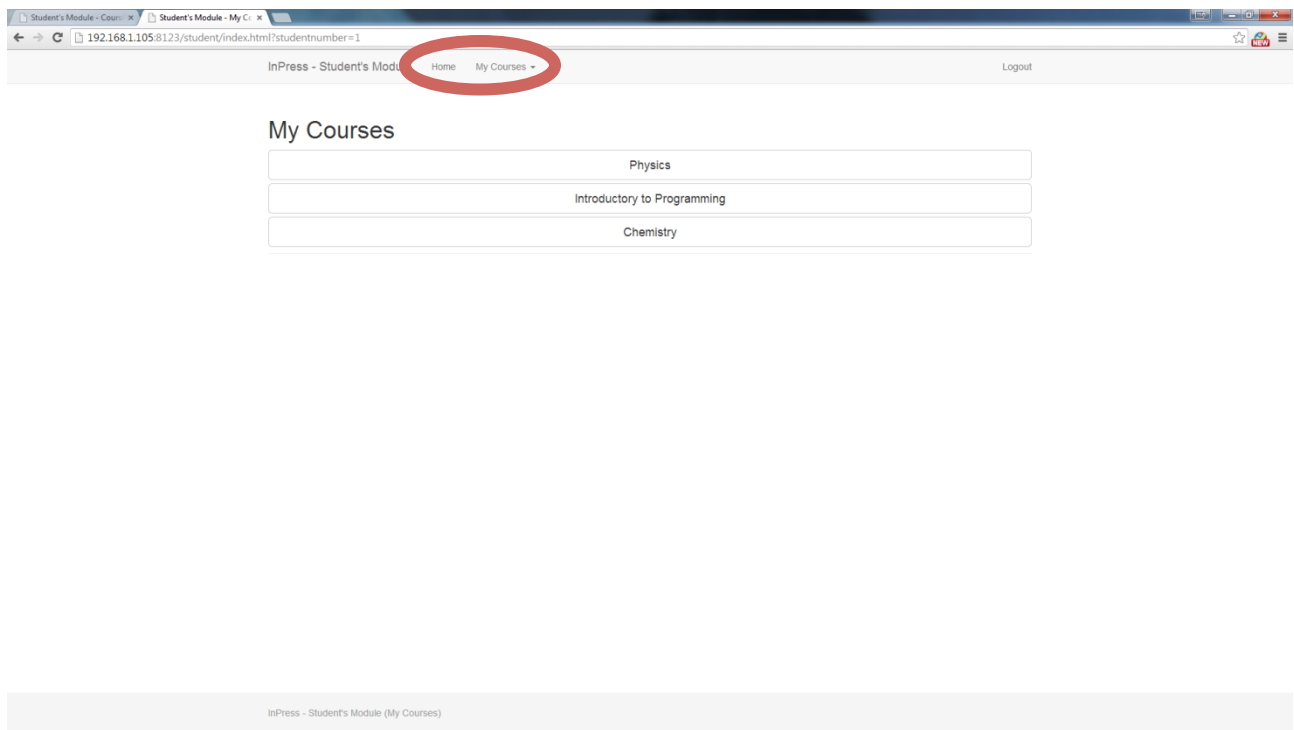 Student's Module - Cours
Student's Module - My Co
192.168.1.105:8123/student/index.html?studentnumber=1
NEW
InPress - Student's Modu Home My Courses Logout
My Courses
Physics
Introductory to Programming
Chemistry
InPress - Student's Module (My Courses)